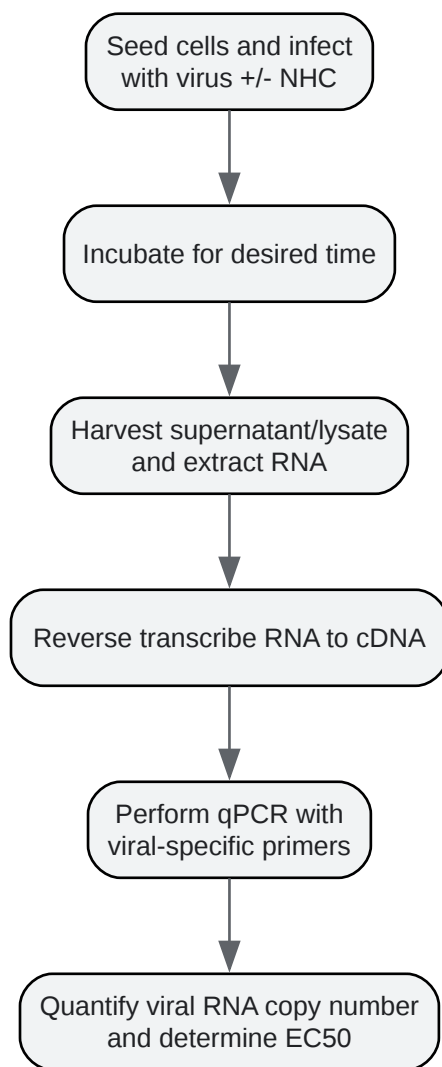 Seed cells and infect
with virus +/- NHC
Incubate for desired time
Harvest supernatant/lysate
and extract RNA
Reverse transcribe RNA to cDNA
Perform qPCR with
viral-specific primers
Quantify viral RNA copy number
and determine EC50